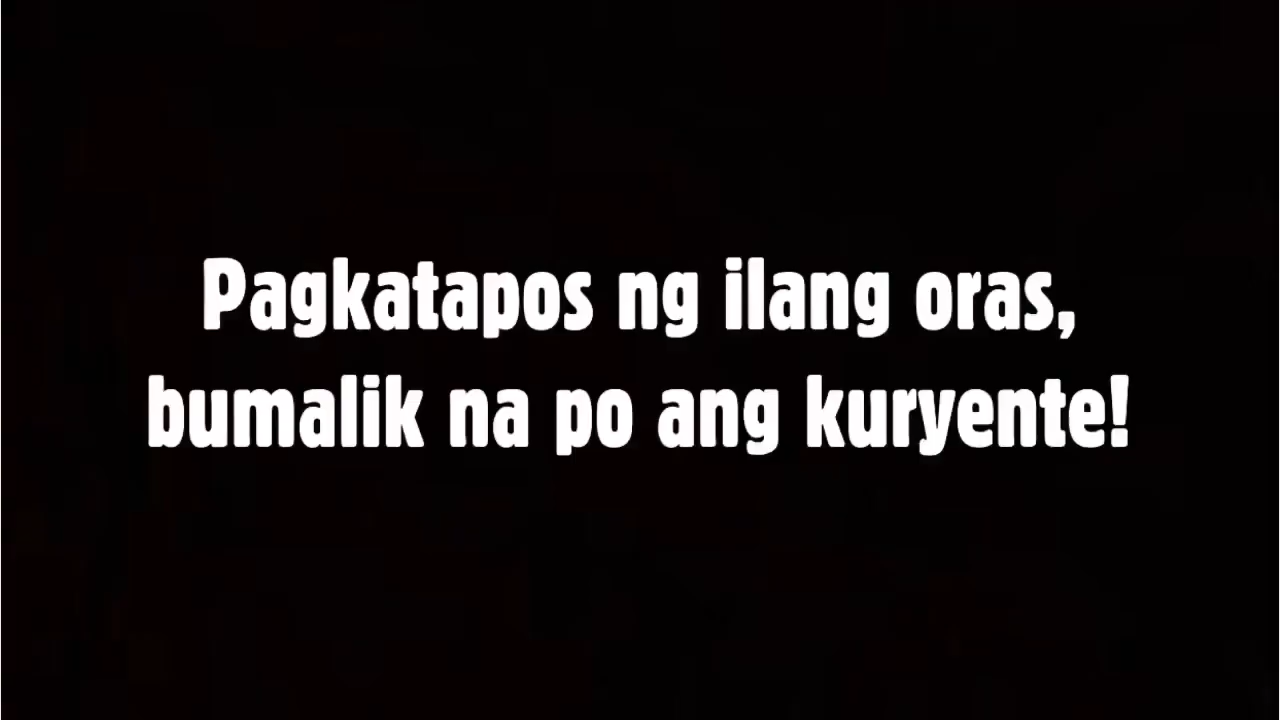 Pagkatapos ng ilang oras,
bumalik na po ang kuryente!